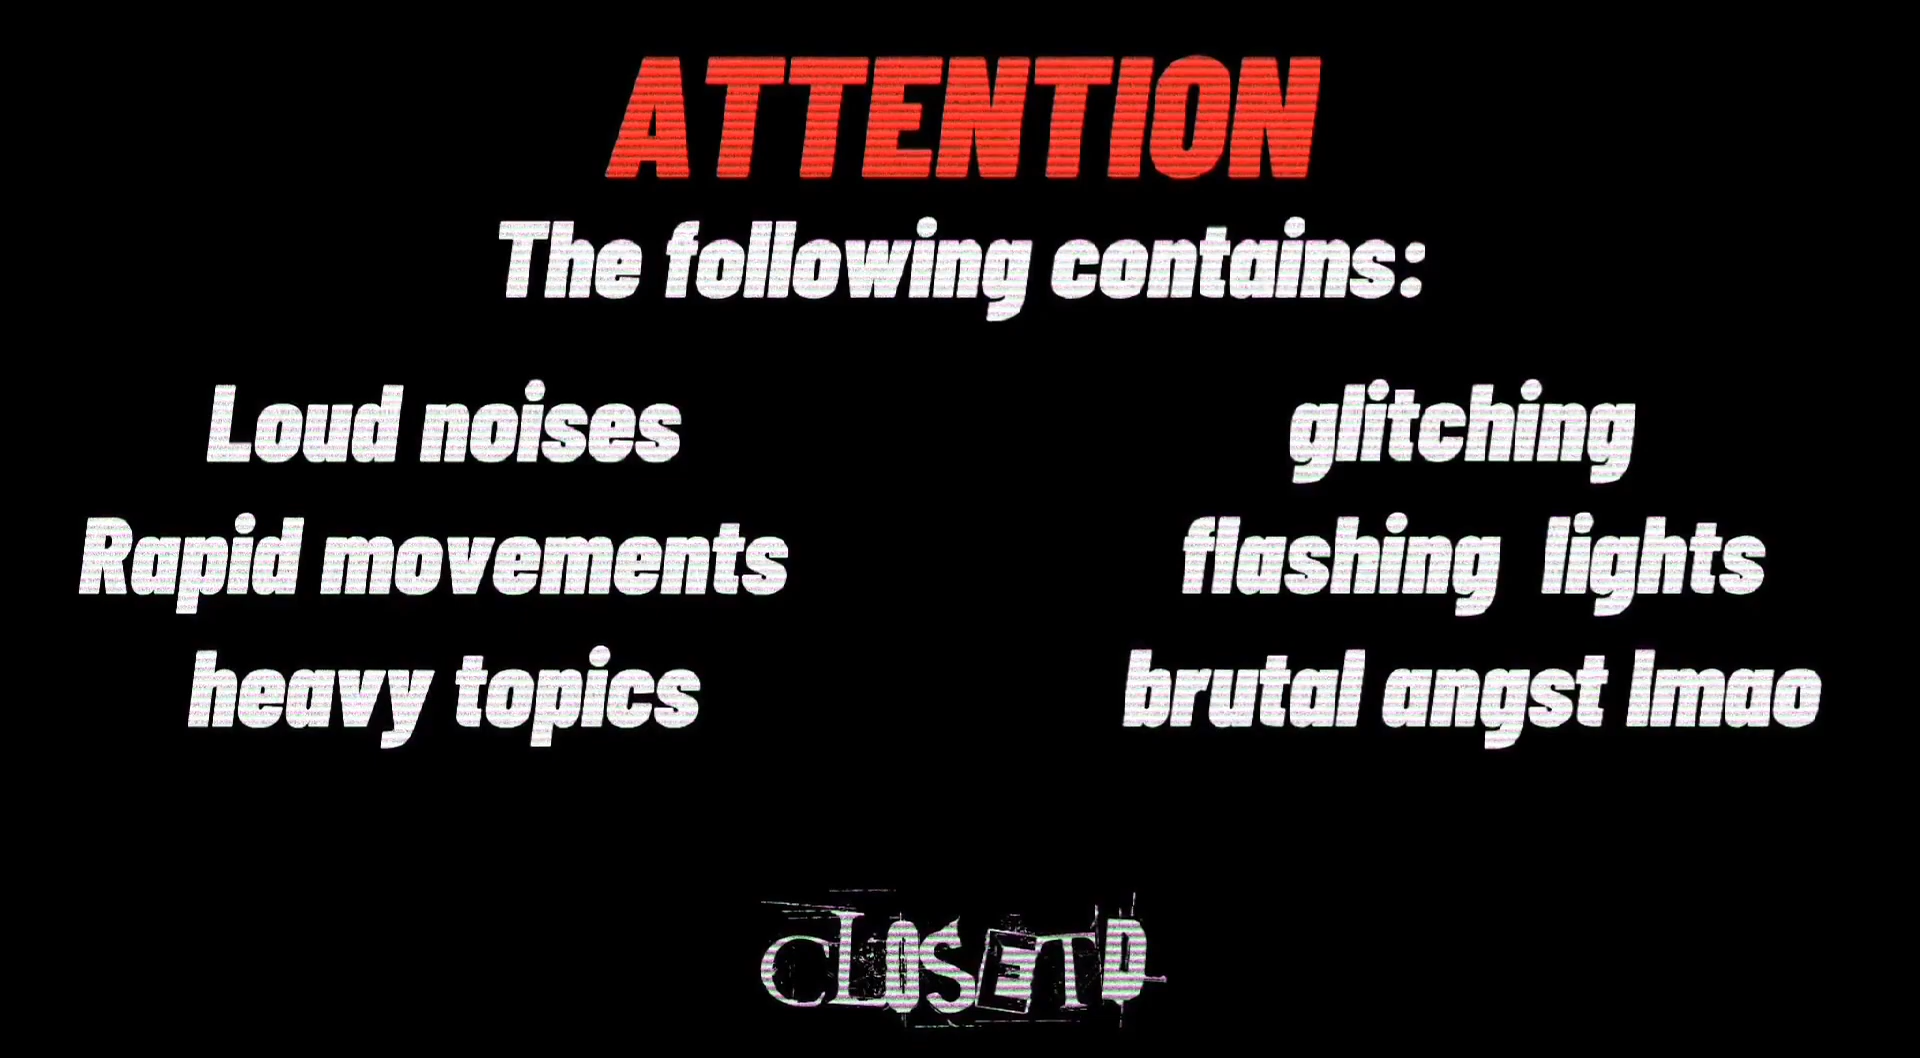 ATTENTION
The following contains:
Loud noises
Rapid movements
heavy topics
glitching
flashing lights
brutal angst lmao
CLOSETD